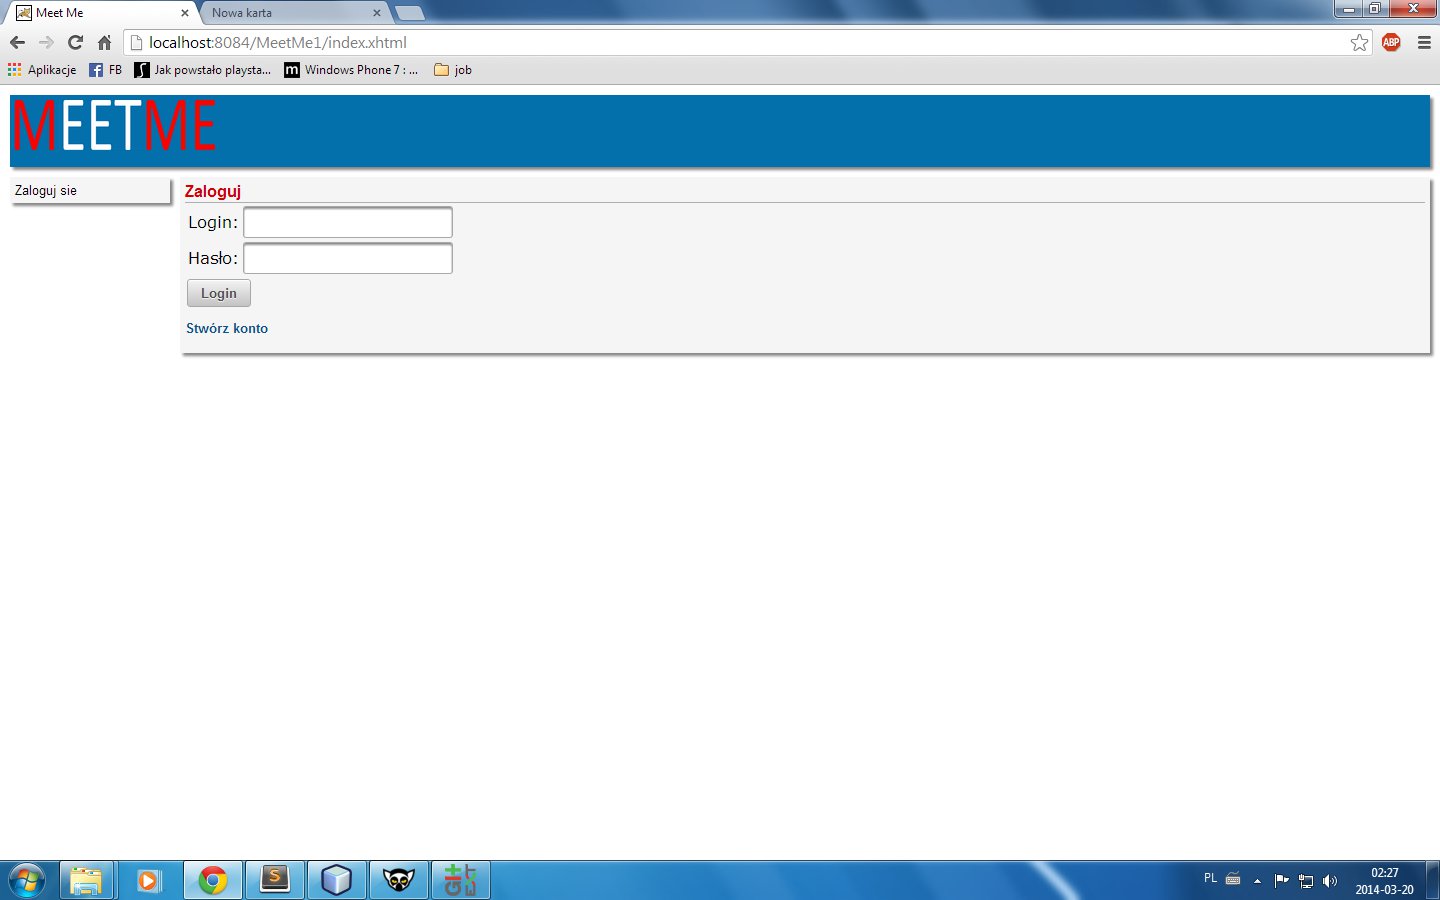 Meet Me
Nowa karta
localhost:8084/MeetMe1/index.xhtml
ABP
Aplikacje
FB
Jak powstało playsta...
Windows Phone 7 : ...
job
MEETME
Zaloguj sie
Zaloguj
Login:
Hasło:
Login
Stwórz konto
PL
02:27
2014-03-20